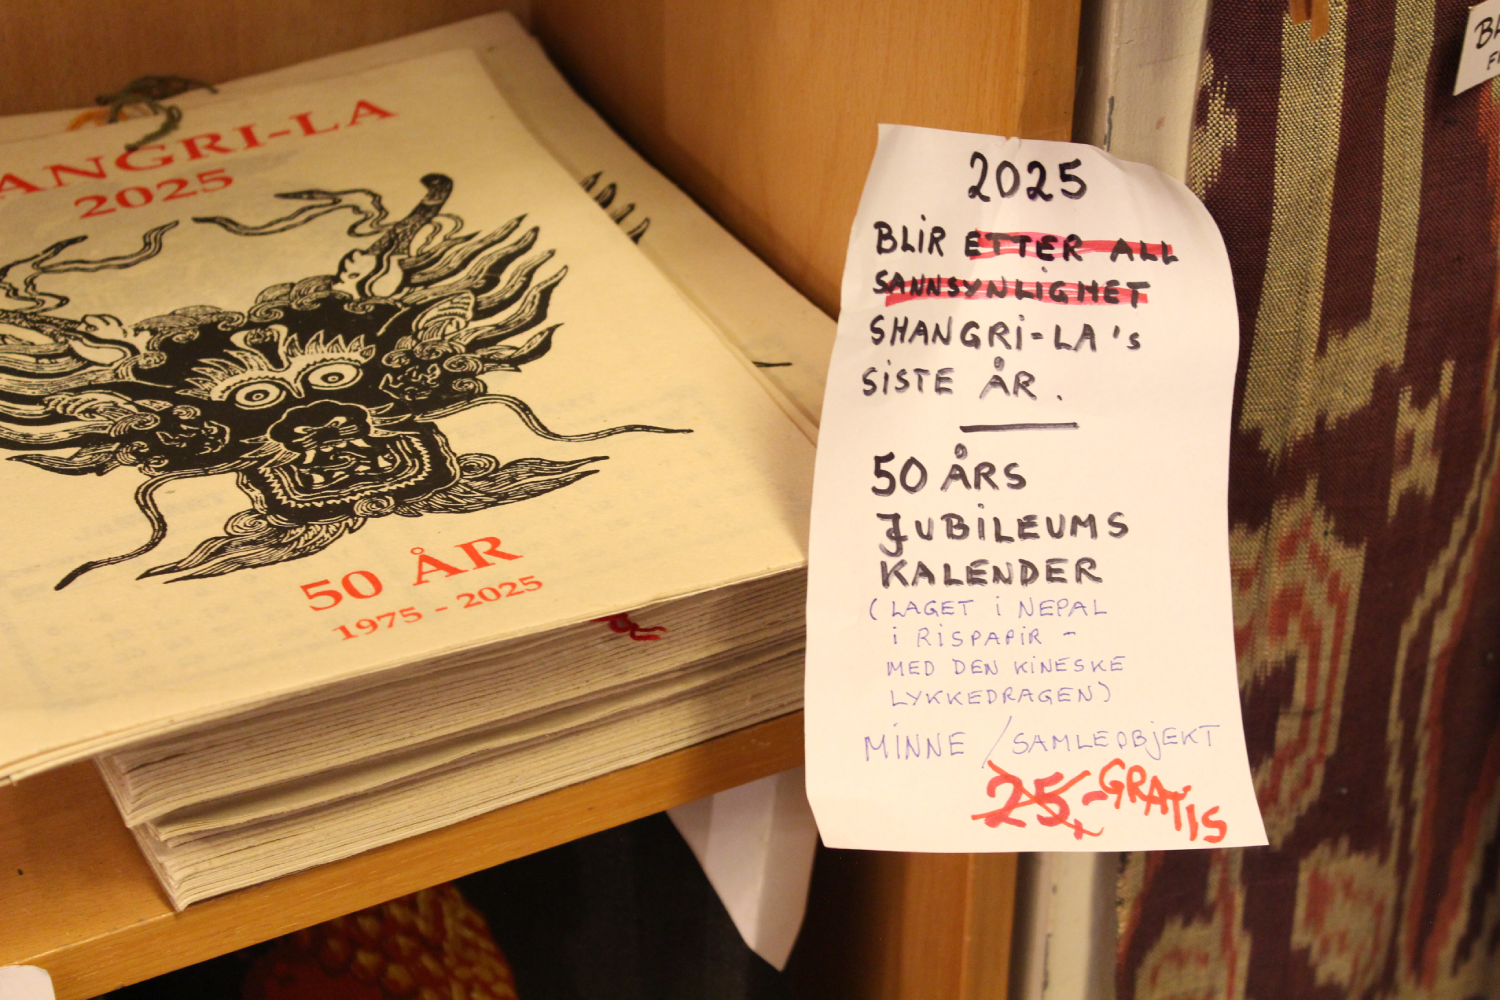 ANGRI-LA
2025
50 ÅR
1975 - 2025
2025
BLIR ETTER ALL
SANNSYNLIGHET
SHANGRI-LA's
SISTE ÅR.
50 ÅRS
JUBILEUMS
KALENDER
(LAGET I NEPAL
I RISPAPIR -
MED DEN KINESKE
LYKKEDRAGEN)
MINNE / SAMLEOBJEKT
25,- GRATIS